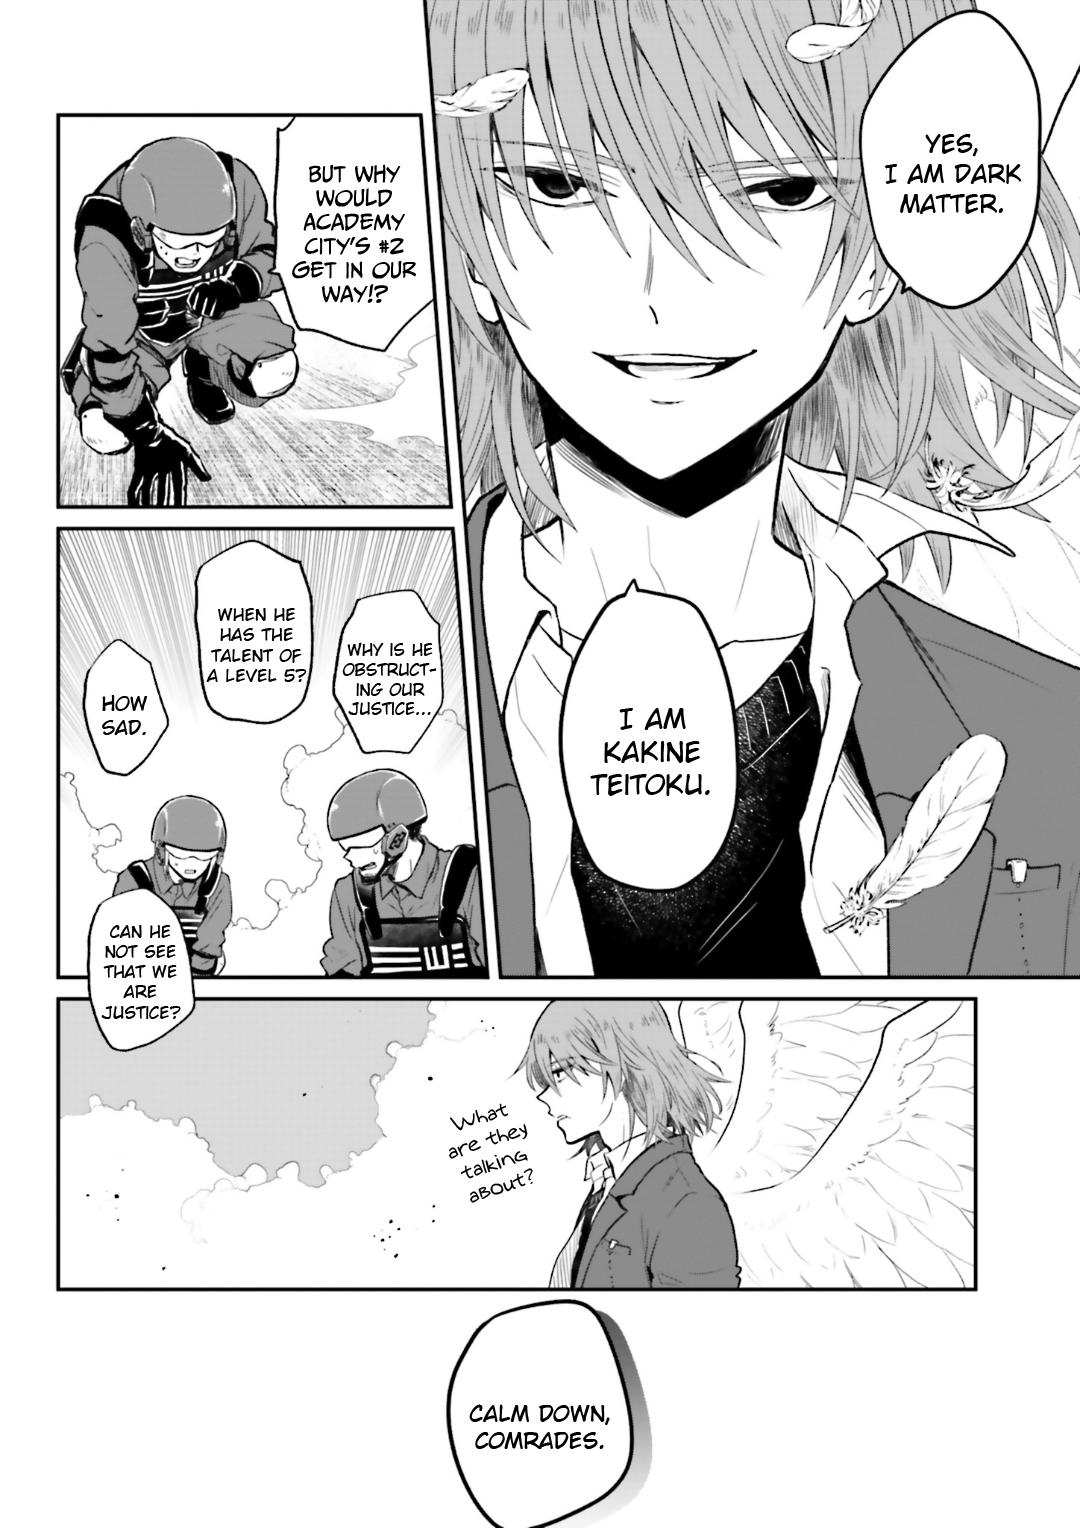 YES,
I AM DARK
MATTER.
I AM
KAKINE
TEITOKU.
BUT WHY
WOULD
ACADEMY
CITY'S #2
GET IN OUR
WAY!?
WHY IS HE
OBSTRUCT-
ING OUR
JUSTICE...
WHEN HE
HAS THE
TALENT OF
A LEVEL 5?
HOW
SAD.
CAN HE
NOT SEE
THAT WE
ARE
JUSTICE?
What
are they
talking
about?
CALM DOWN,
COMRADES.